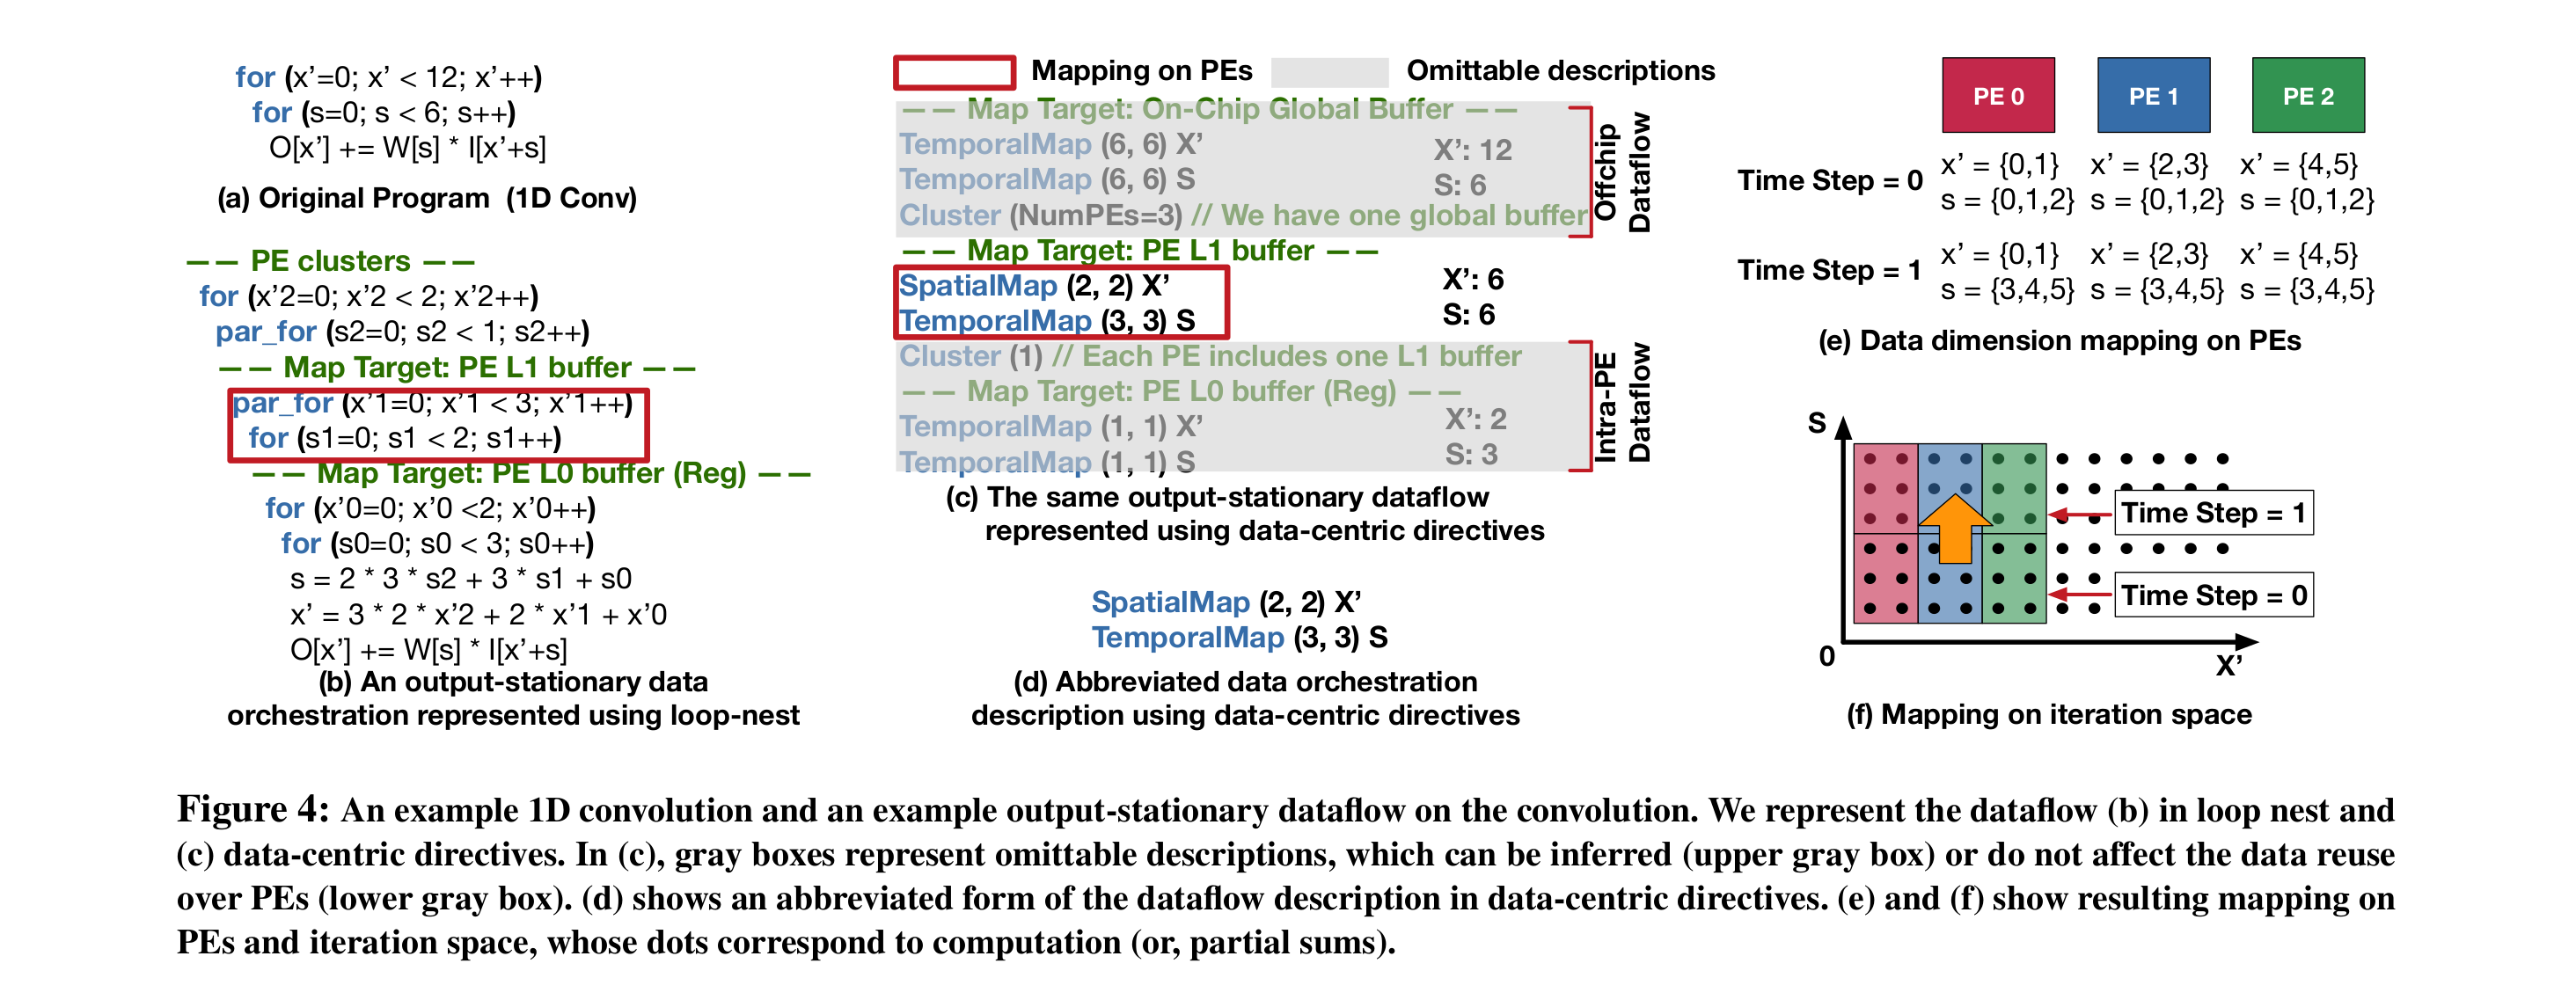 for (x’=0; x’ < 12; x’++)
for (s=0; s < 6; s++)
O[x’] += W[s] * I[x’+s]
(a) Original Program (1D Conv)
—— PE clusters ——
for (x’2=0; x’2 < 2; x’2++)
par_for (s2=0; s2 < 1; s2++)
—— Map Target: PE L1 buffer ——
par_for (x’1=0; x’1 < 3; x’1++)
for (s1=0; s1 < 2; s1++)
—— Map Target: PE L0 buffer (Reg) ——
for (x’0=0; x’0 <2; x’0++)
for (s0=0; s0 < 3; s0++)
s = 2 * 3 * s2 + 3 * s1 + s0
x’ = 3 * 2 * x’2 + 2 * x’1 + x’0
O[x’] += W[s] * I[x’+s]
(b) An output-stationary data
orchestration represented using loop-nest
Mapping on PEs
Omittable descriptions
—— Map Target: On-Chip Global Buffer ——
TemporalMap (6, 6) X’
X’: 12
TemporalMap (6, 6) S
S: 6
Cluster (NumPEs=3) // We have one global buffer
Offchip
Dataflow
—— Map Target: PE L1 buffer ——
SpatialMap (2, 2) X’
X’: 6
TemporalMap (3, 3) S
S: 6
Cluster (1) // Each PE includes one L1 buffer
—— Map Target: PE L0 buffer (Reg) ——
TemporalMap (1, 1) X’
X’: 2
TemporalMap (1, 1) S
S: 3
Intra-PE
Dataflow
(c) The same output-stationary dataflow
represented using data-centric directives
SpatialMap (2, 2) X’
TemporalMap (3, 3) S
(d) Abbreviated data orchestration
description using data-centric directives
PE 0
PE 1
PE 2
Time Step = 0
x’ = {0,1} x’ = {2,3} x’ = {4,5}
s = {0,1,2} s = {0,1,2} s = {0,1,2}
Time Step = 1
x’ = {0,1} x’ = {2,3} x’ = {4,5}
s = {3,4,5} s = {3,4,5} s = {3,4,5}
(e) Data dimension mapping on PEs
S
Time Step = 1
Time Step = 0
0
X’
(f) Mapping on iteration space
Figure 4: An example 1D convolution and an example output-stationary dataflow on the convolution. We represent the dataflow (b) in loop nest and
(c) data-centric directives. In (c), gray boxes represent omittable descriptions, which can be inferred (upper gray box) or do not affect the data reuse
over PEs (lower gray box). (d) shows an abbreviated form of the dataflow description in data-centric directives. (e) and (f) show resulting mapping on
PEs and iteration space, whose dots correspond to computation (or, partial sums).